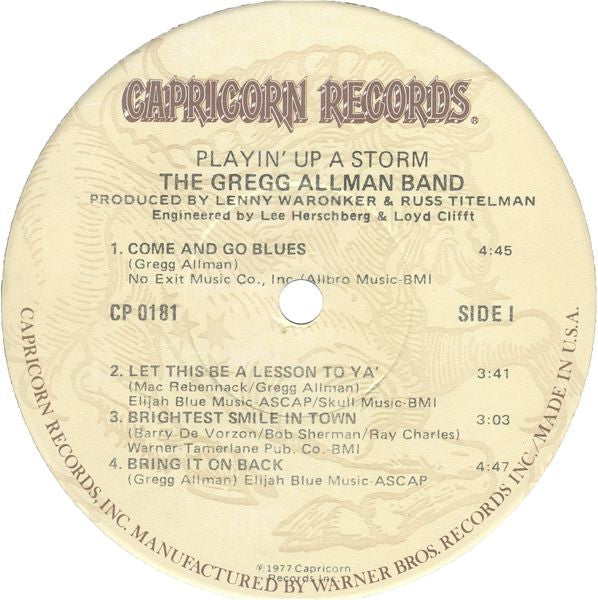 CAPRICORN RECORDS®
PLAYIN' UP A STORM
THE GREGG ALLMAN BAND
PRODUCED BY LENNY WARONKER & RUSS TITELMAN
Engineered by Lee Herschberg & Loyd Clifft
1. COME AND GO BLUES 4:45
(Gregg Allman)
No Exit Music Co., Inc./Allbro Music-BMI
CP 0181 SIDE I
2. LET THIS BE A LESSON TO YA' 3:41
(Mac Rebennack/Gregg Allman)
Elijah Blue Music-ASCAP/Skull Music-BMI
3. BRIGHTEST SMILE IN TOWN 3:03
(Barry De Vorzon/Bob Sherman/Ray Charles)
Warner-Tamerlane Pub. Co. BMI
4. BRING IT ON BACK 4:47
(Gregg Allman) Elijah Blue Music-ASCAP
℗1977 Capricorn
Records Inc.
CAPRICORN RECORDS, INC. MANUFACTURED BY WARNER BROS. RECORDS INC./MADE IN U.S.A.